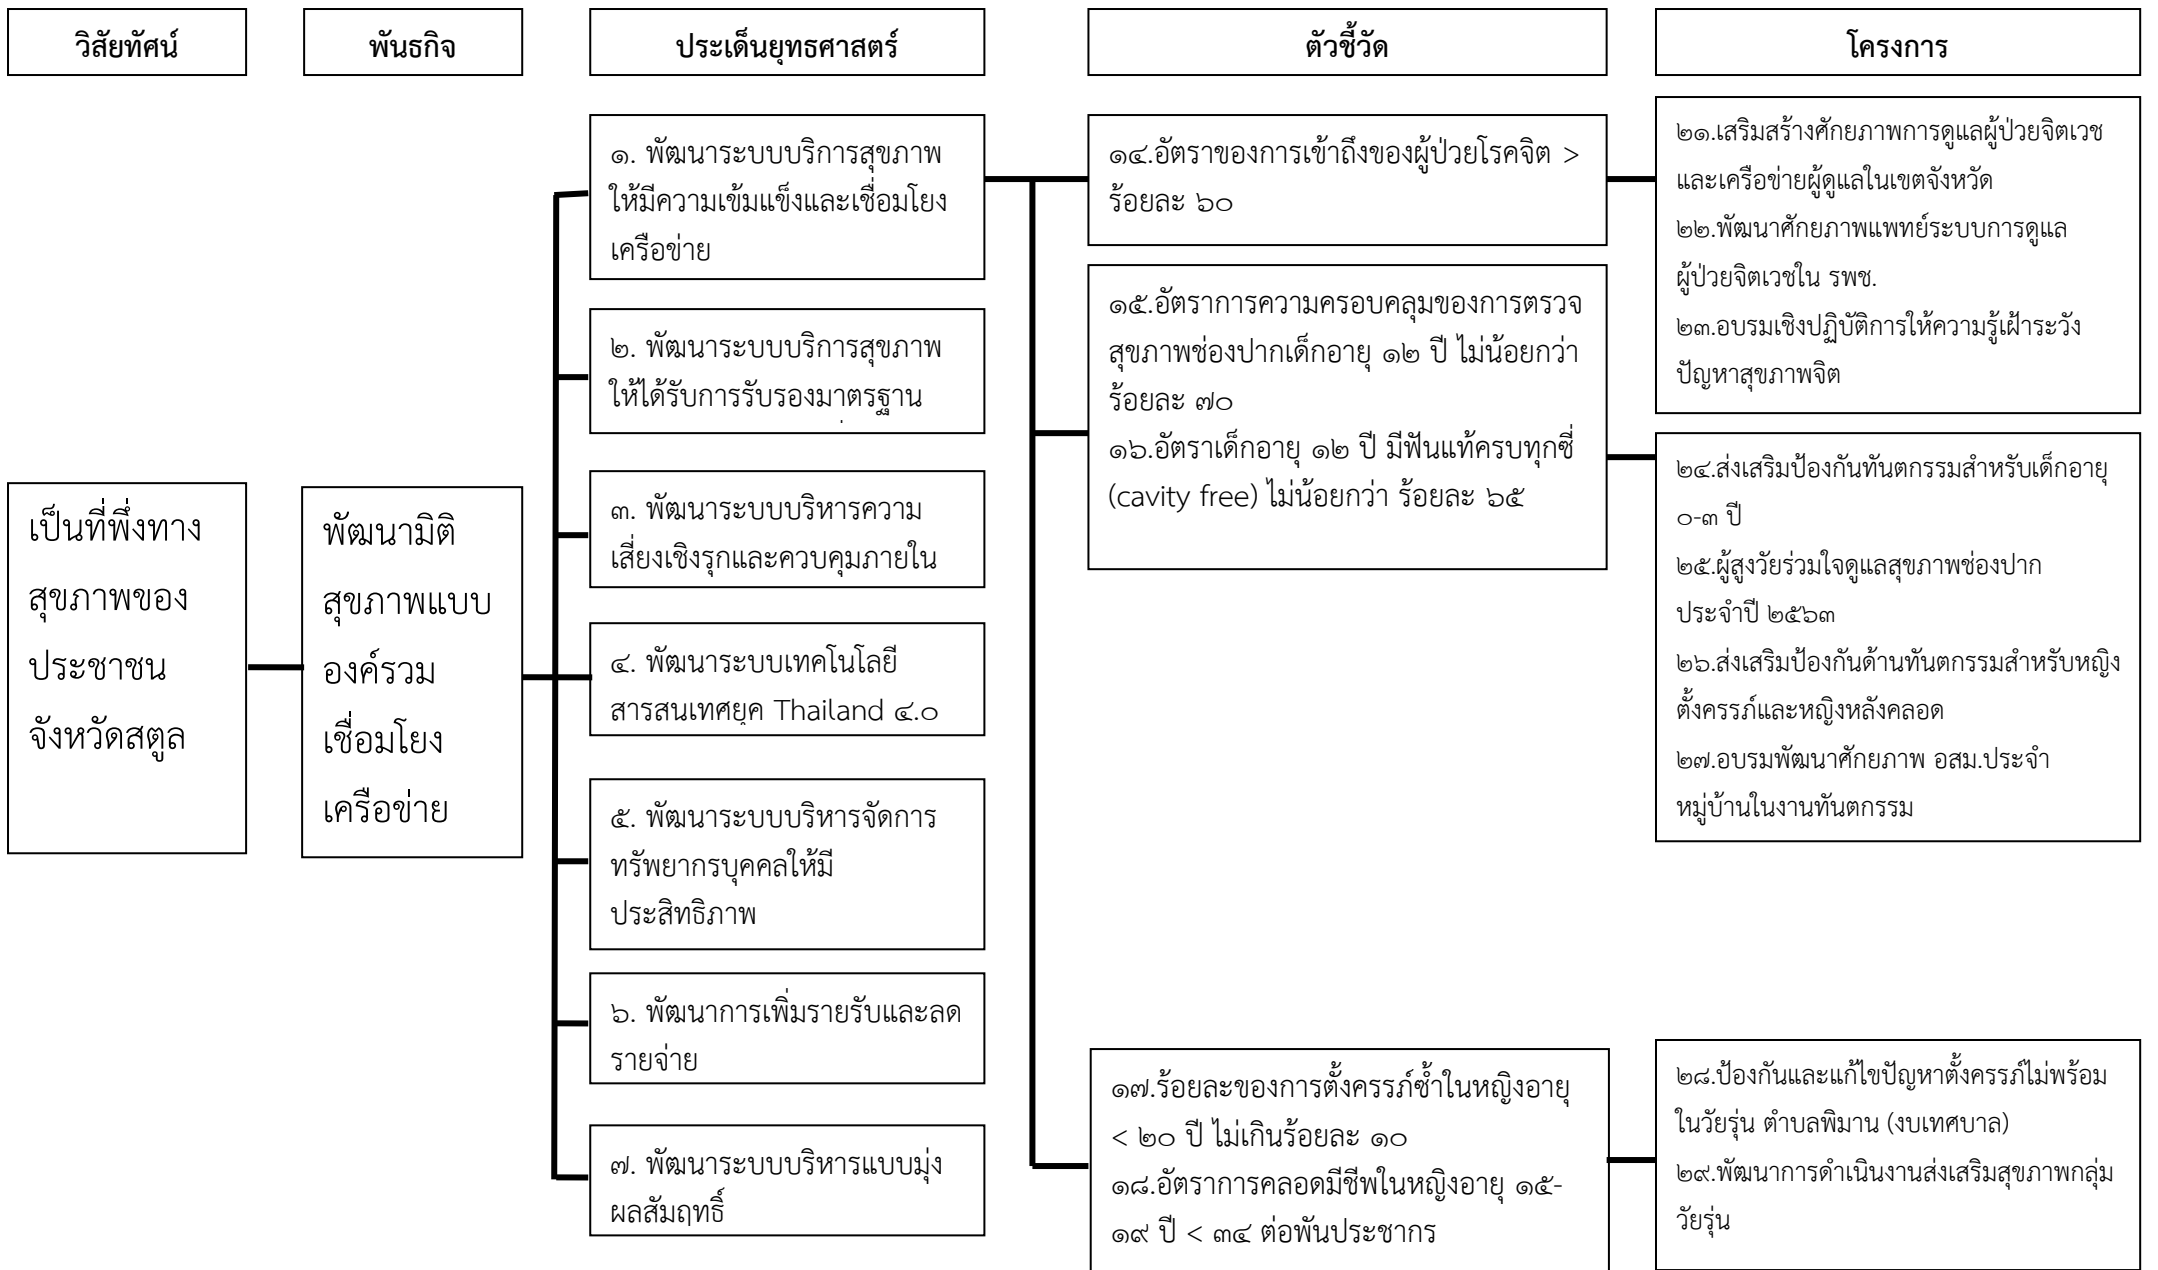 วิสัยทัศน์
พันธกิจ
ประเด็นยุทธศาสตร์
ตัวชี้วัด
โครงการ
เป็นที่พึ่งทาง
สุขภาพของ
ประชาชน
จังหวัดสตูล
พัฒนามิติ
สุขภาพแบบ
องค์รวม
เชื่อมโยง
เครือข่าย
๑. พัฒนาระบบบริการสุขภาพ
ให้มีความเข้มแข็งและเชื่อมโยง
เครือข่าย
๒. พัฒนาระบบบริการสุขภาพ
ให้ได้รับการรับรองมาตรฐาน
๓. พัฒนาระบบบริหารความ
เสี่ยงเชิงรุกและควบคุมภายใน
๔. พัฒนาระบบเทคโนโลยี
สารสนเทศยุค Thailand ๔.๐
๕. พัฒนาระบบบริหารจัดการ
ทรัพยากรบุคคลให้มี
ประสิทธิภาพ
๖. พัฒนาการเพิ่มรายรับและลด
รายจ่าย
๗. พัฒนาระบบบริหารแบบมุ่ง
ผลสัมฤทธิ์
๑๔.อัตราของการเข้าถึงของผู้ป่วยโรคจิต >
ร้อยละ ๖๐
๑๕.อัตราการความครอบคลุมของการตรวจ
สุขภาพช่องปากเด็กอายุ ๑๒ ปี ไม่น้อยกว่า
ร้อยละ ๗๐
๑๖.อัตราเด็กอายุ ๑๒ ปี มีฟันแท้ครบทุกซี่
(cavity free) ไม่น้อยกว่า ร้อยละ ๖๕
๑๗.ร้อยละของการตั้งครรภ์ซ้ำในหญิงอายุ
< ๒๐ ปี ไม่เกินร้อยละ ๑๐
๑๘.อัตราการคลอดมีชีพในหญิงอายุ ๑๕-
๑๙ ปี < ๓๔ ต่อพันประชากร
๒๑.เสริมสร้างศักยภาพการดูแลผู้ป่วยจิตเวช
และเครือข่ายผู้ดูแลในเขตจังหวัด
๒๒.พัฒนาศักยภาพแพทย์ระบบการดูแล
ผู้ป่วยจิตเวชใน รพช.
๒๓.อบรมเชิงปฏิบัติการให้ความรู้เฝ้าระวัง
ปัญหาสุขภาพจิต
๒๔.ส่งเสริมป้องกันทันตกรรมสำหรับเด็กอายุ
๐-๓ ปี
๒๕.ผู้สูงวัยร่วมใจดูแลสุขภาพช่องปาก
ประจำปี ๒๕๖๓
๒๖.ส่งเสริมป้องกันด้านทันตกรรมสำหรับหญิง
ตั้งครรภ์และหญิงหลังคลอด
๒๗.อบรมพัฒนาศักยภาพ อสม.ประจำ
หมู่บ้านในงานทันตกรรม
๒๘.ป้องกันและแก้ไขปัญหาตั้งครรภ์ไม่พร้อม
ในวัยรุ่น ตำบลพิมาน (งบเทศบาล)
๒๙.พัฒนาการดำเนินงานส่งเสริมสุขภาพกลุ่ม
วัยรุ่น